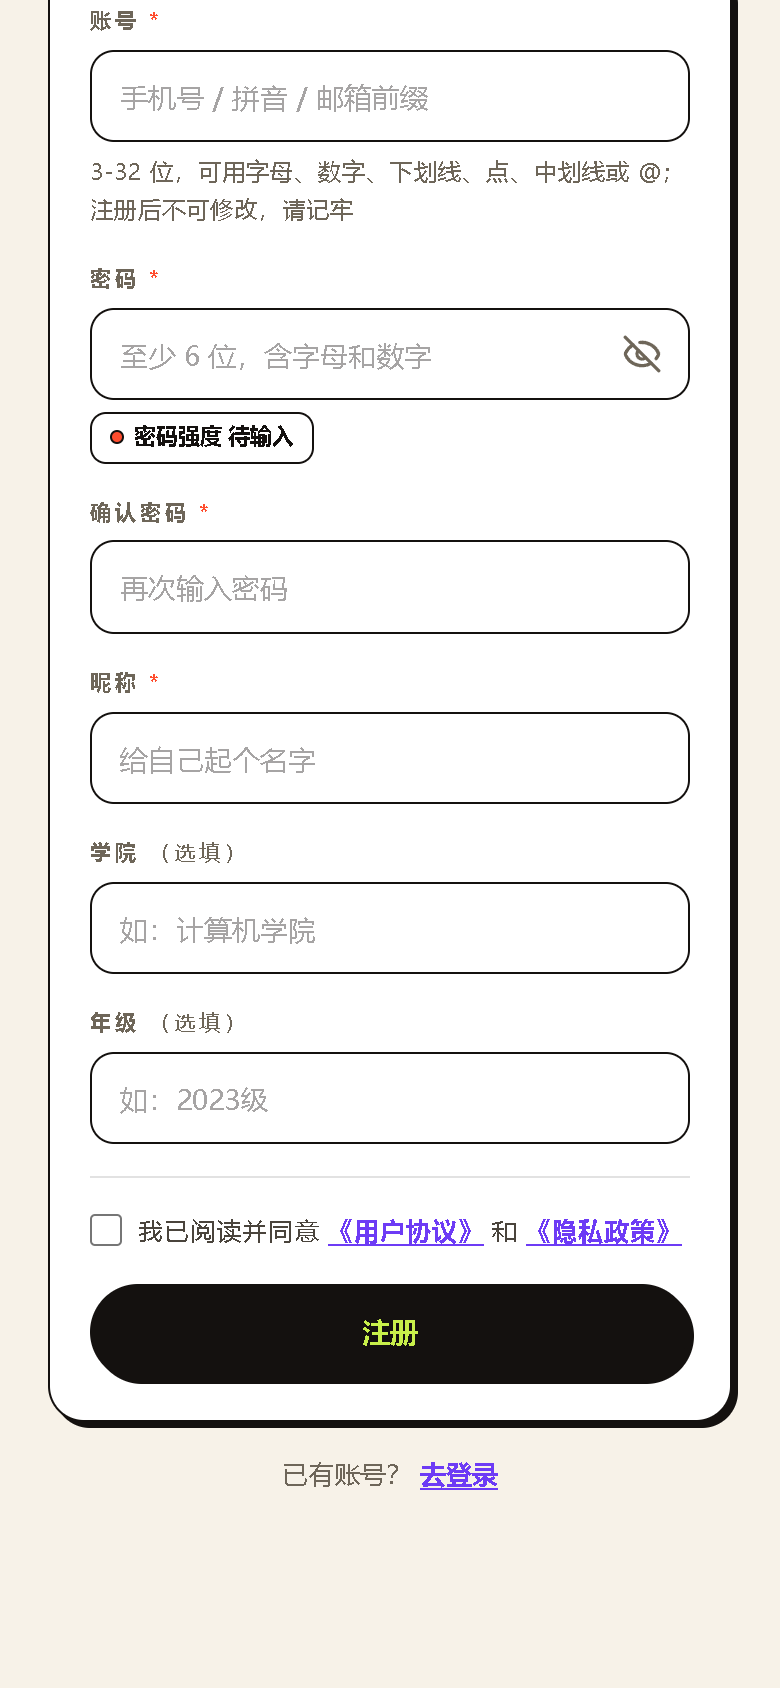 账号 *
手机号 / 拼音 / 邮箱前缀
3-32 位，可用字母、数字、下划线、点、中划线或 @；
注册后不可修改，请记牢
密码 *
至少 6 位，含字母和数字
密码强度 待输入
确认密码 *
再次输入密码
昵称 *
给自己起个名字
学院 （选填）
如：计算机学院
年级 （选填）
如：2023级
我已阅读并同意 《用户协议》 和 《隐私政策》
注册
已有账号？ 去登录